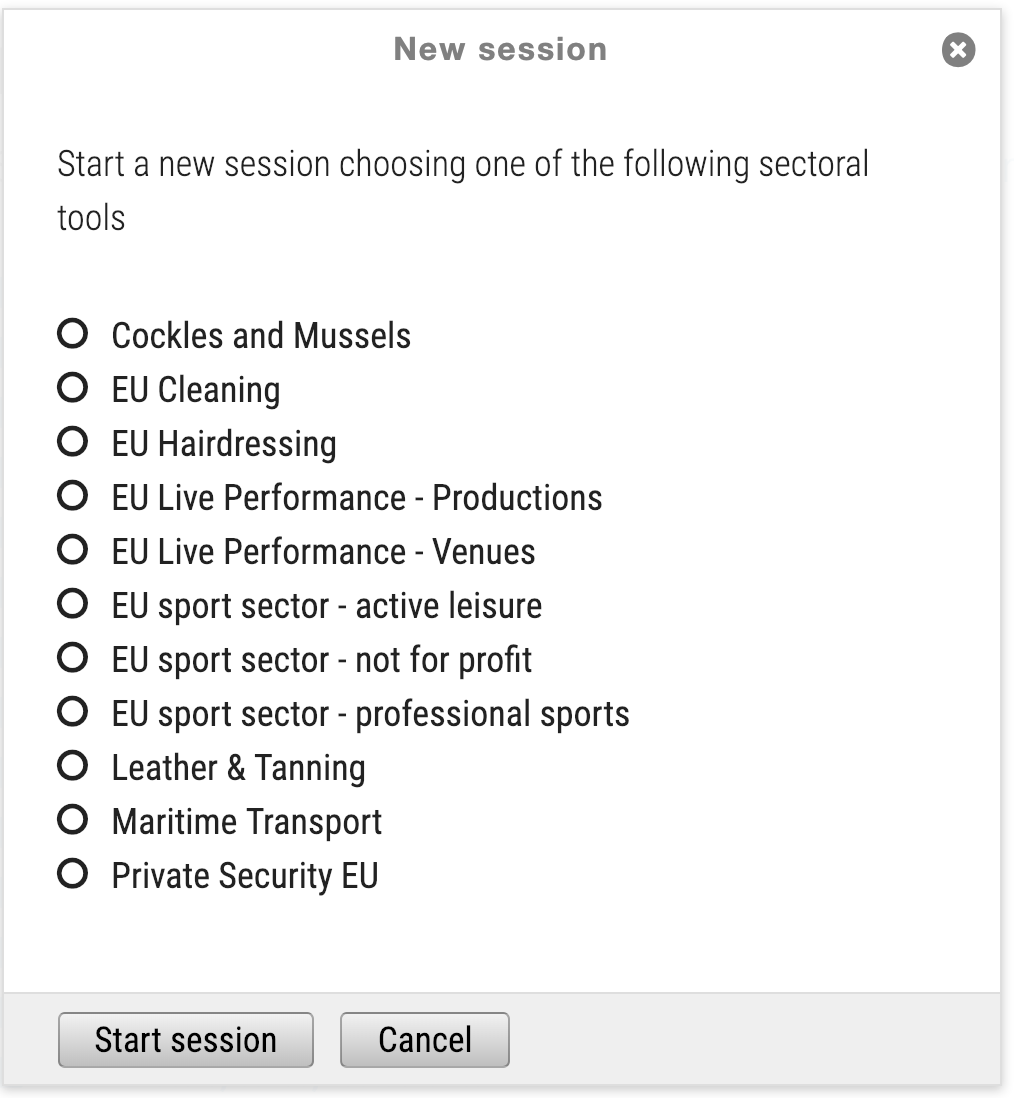 New session
Start a new session choosing one of the following sectoral
tools
Cockles and Mussels
EU Cleaning
EU Hairdressing
EU Live Performance - Productions
EU Live Performance - Venues
EU sport sector - active leisure
EU sport sector - not for profit
EU sport sector - professional sports
Leather & Tanning
Maritime Transport
Private Security EU
Start session
Cancel